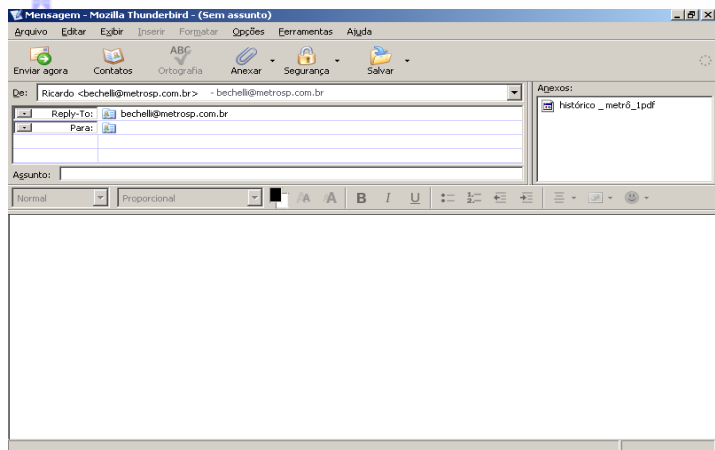 Mensagem - Mozilla Thunderbird - (Sem assunto)
Arquivo Editar Exibir Inserir Formatar Opções Ferramentas Ajuda
Enviar agora Contatos Ortografia Anexar Segurança Salvar
De: Ricardo <bechelli@metrosp.com.br> - bechelli@metrosp.com.br
Anexos:
histórico _ metrô_1pdf
Reply-To: bechelli@metrosp.com.br
Para:
Assunto:
Normal Proporcional A A B I U